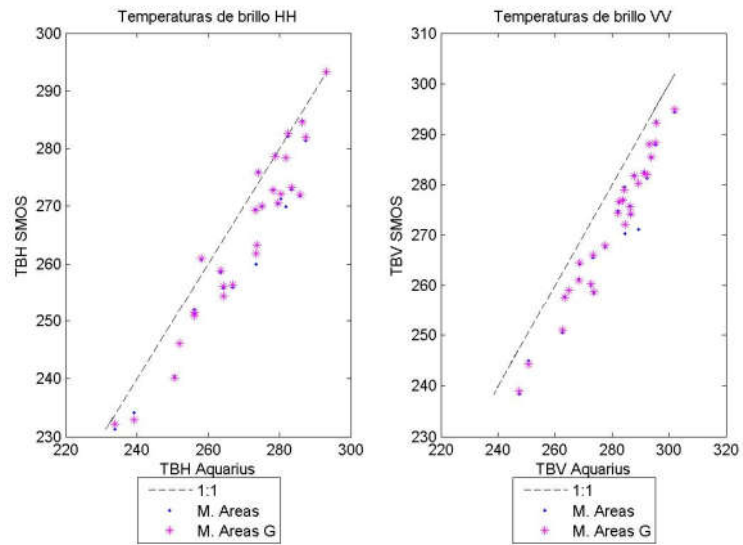 Temperaturas de brillo HH
300
290
280
270
260
250
240
230
TBH SMOS
220 240 260 280 300
TBH Aquarius
1:1
M. Areas
M. Areas G
Temperaturas de brillo VV
320
310
300
290
280
270
260
250
240
230
TBV SMOS
220 240 260 280 300 320
TBV Aquarius
1:1
M. Areas
M. Areas G